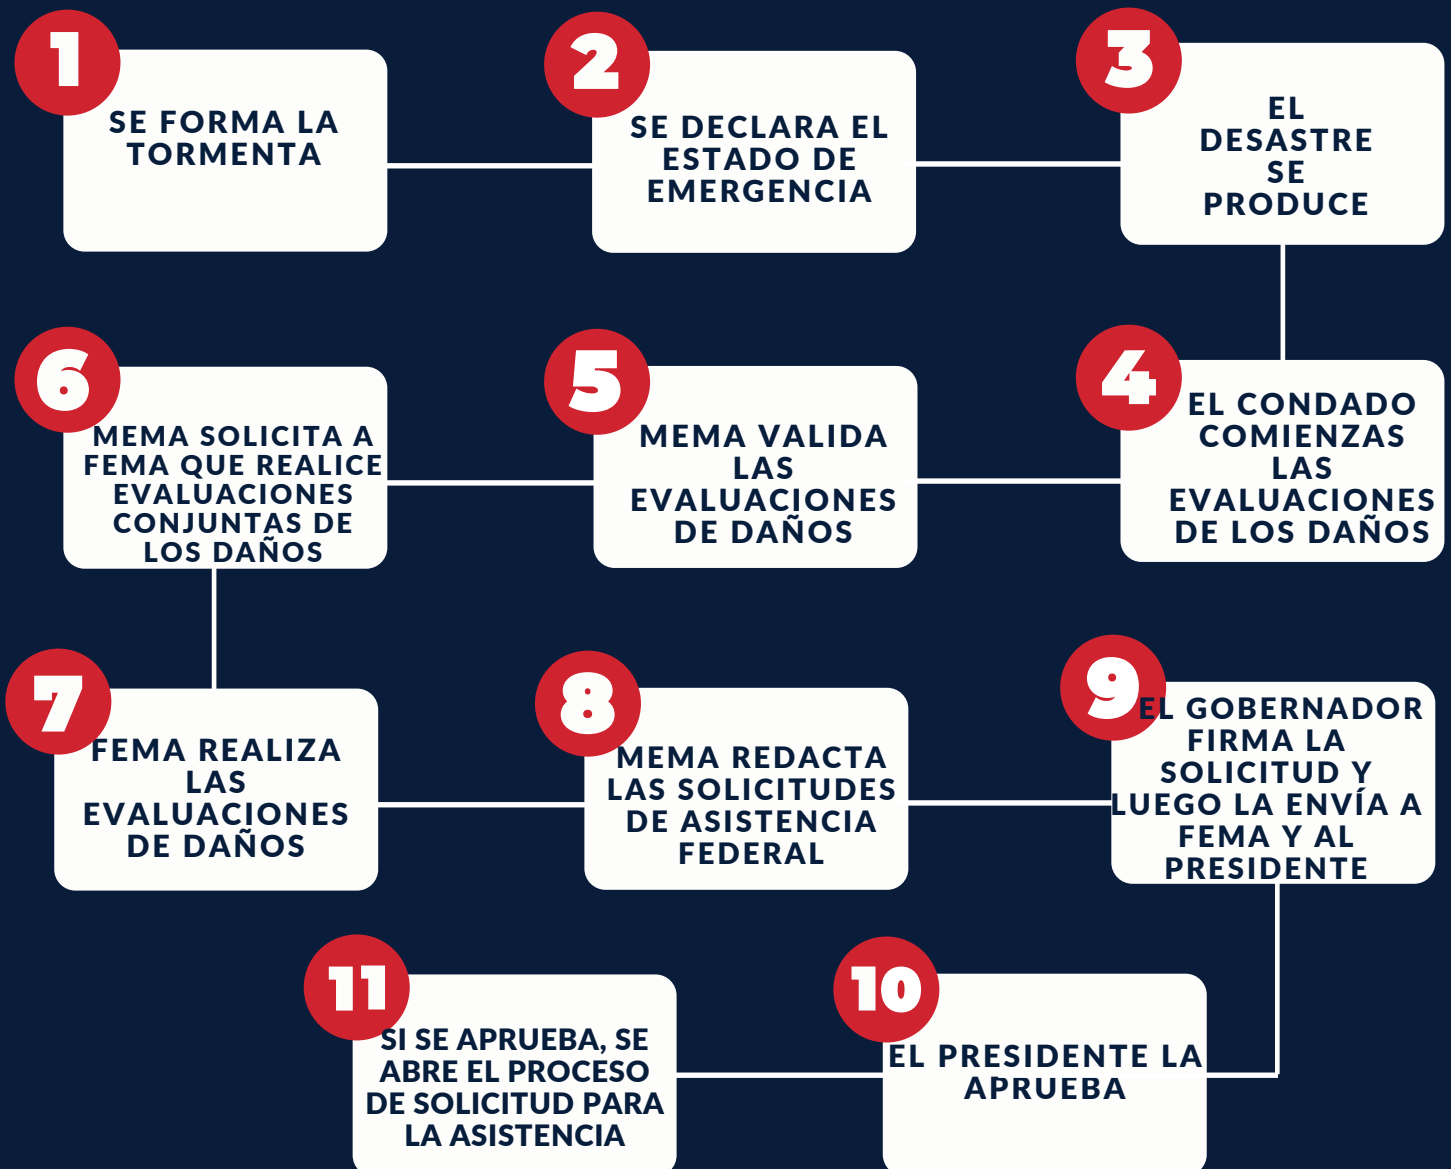 1
SE FORMA LA
TORMENTA
2
SE DECLARA EL
ESTADO DE
EMERGENCIA
3
EL
DESASTRE
SE
PRODUCE
4
EL CONDADO
COMIENZAS
LAS
EVALUACIONES
DE LOS DAÑOS
5
MEMA VALIDA
LAS
EVALUACIONES
DE DAÑOS
6
MEMA SOLICITA A
FEMA QUE REALICE
EVALUACIONES
CONJUNTAS DE
LOS DAÑOS
7
FEMA REALIZA
LAS
EVALUACIONES
DE DAÑOS
8
MEMA REDACTA
LAS SOLICITUDES
DE ASISTENCIA
FEDERAL
9
EL GOBERNADOR
FIRMA LA
SOLICITUD Y
LUEGO LA ENVÍA A
FEMA Y AL
PRESIDENTE
10
EL PRESIDENTE LA
APRUEBA
11
SI SE APRUEBA, SE
ABRE EL PROCESO
DE SOLICITUD PARA
LA ASISTENCIA